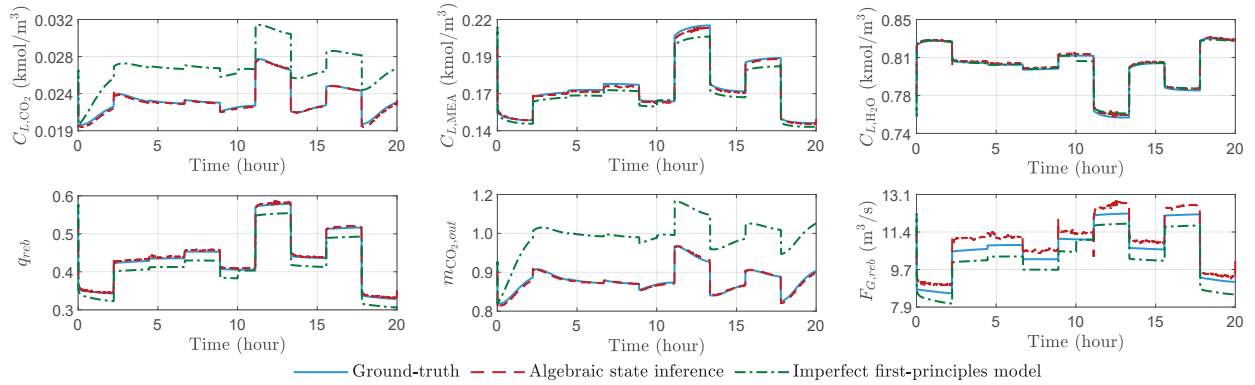 C_{L,CO_2} (kmol/m^3)
0.032
0.028
0.024
0.019
0 5 10 15 20
Time (hour)
C_{L,MEA} (kmol/m^3)
0.22
0.19
0.17
0.14
0 5 10 15 20
Time (hour)
C_{L,H_2O} (kmol/m^3)
0.85
0.81
0.78
0.74
0 5 10 15 20
Time (hour)
q_{reb}
0.6
0.5
0.4
0.3
0 5 10 15 20
Time (hour)
m_{CO_2,out}
1.2
1.0
0.9
0.8
0 5 10 15 20
Time (hour)
F_{G,reb} (m^3/s)
13.1
11.4
9.7
7.9
0 5 10 15 20
Time (hour)
Ground-truth Algebraic state inference Imperfect first-principles model